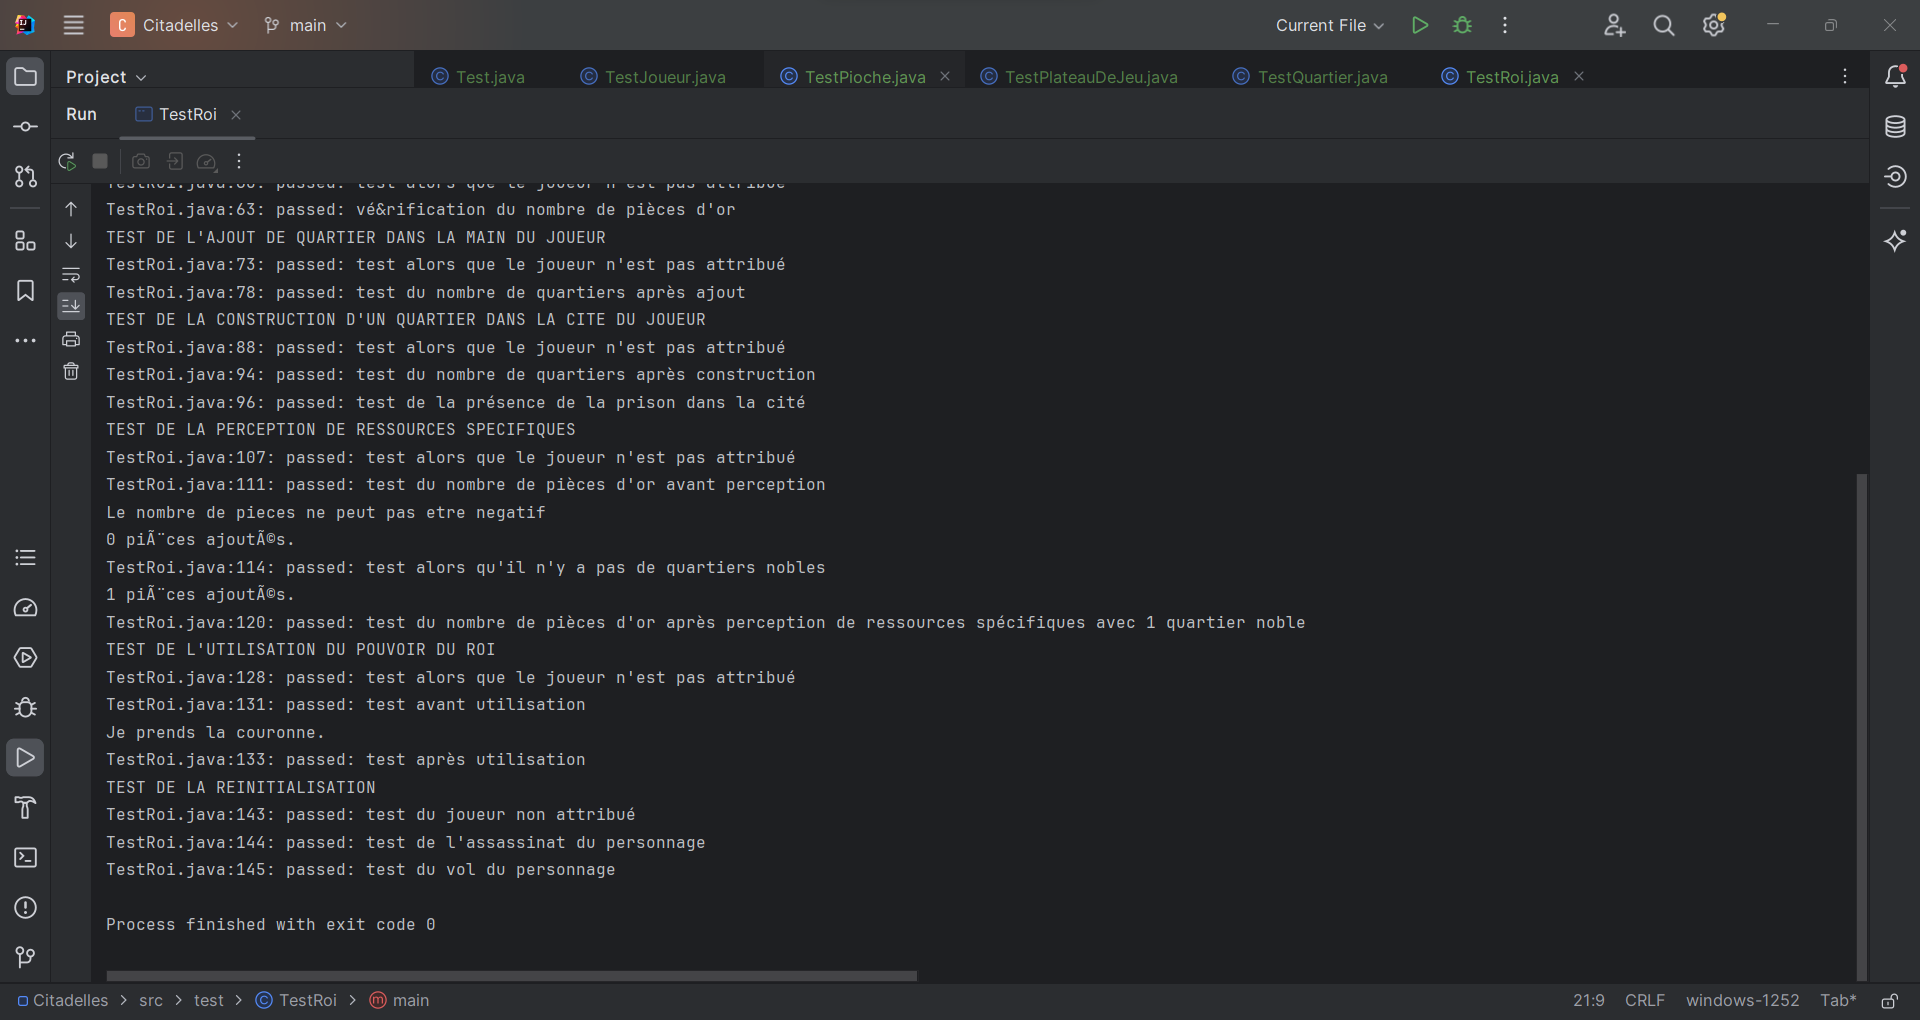 C Citadelles main Current File
Project Test.java TestJoueur.java TestPioche.java TestPlateauDeJeu.java TestQuartier.java TestRoi.java
Run TestRoi
TestRoi.java:63: passed: vé&rification du nombre de pièces d'or
TEST DE L'AJOUT DE QUARTIER DANS LA MAIN DU JOUEUR
TestRoi.java:73: passed: test alors que le joueur n'est pas attribué
TestRoi.java:78: passed: test du nombre de quartiers après ajout
TEST DE LA CONSTRUCTION D'UN QUARTIER DANS LA CITE DU JOUEUR
TestRoi.java:88: passed: test alors que le joueur n'est pas attribué
TestRoi.java:94: passed: test du nombre de quartiers après construction
TestRoi.java:96: passed: test de la présence de la prison dans la cité
TEST DE LA PERCEPTION DE RESSOURCES SPECIFIQUES
TestRoi.java:107: passed: test alors que le joueur n'est pas attribué
TestRoi.java:111: passed: test du nombre de pièces d'or avant perception
Le nombre de pieces ne peut pas etre negatif
0 piÃ¨ces ajoutÃ©s.
TestRoi.java:114: passed: test alors qu'il n'y a pas de quartiers nobles
1 piÃ¨ces ajoutÃ©s.
TestRoi.java:120: passed: test du nombre de pièces d'or après perception de ressources spécifiques avec 1 quartier noble
TEST DE L'UTILISATION DU POUVOIR DU ROI
TestRoi.java:128: passed: test alors que le joueur n'est pas attribué
TestRoi.java:131: passed: test avant utilisation
Je prends la couronne.
TestRoi.java:133: passed: test après utilisation
TEST DE LA REINITIALISATION
TestRoi.java:143: passed: test du joueur non attribué
TestRoi.java:144: passed: test de l'assassinat du personnage
TestRoi.java:145: passed: test du vol du personnage
Process finished with exit code 0
Citadelles > src > test > TestRoi > main 21:9 CRLF windows-1252 Tab*